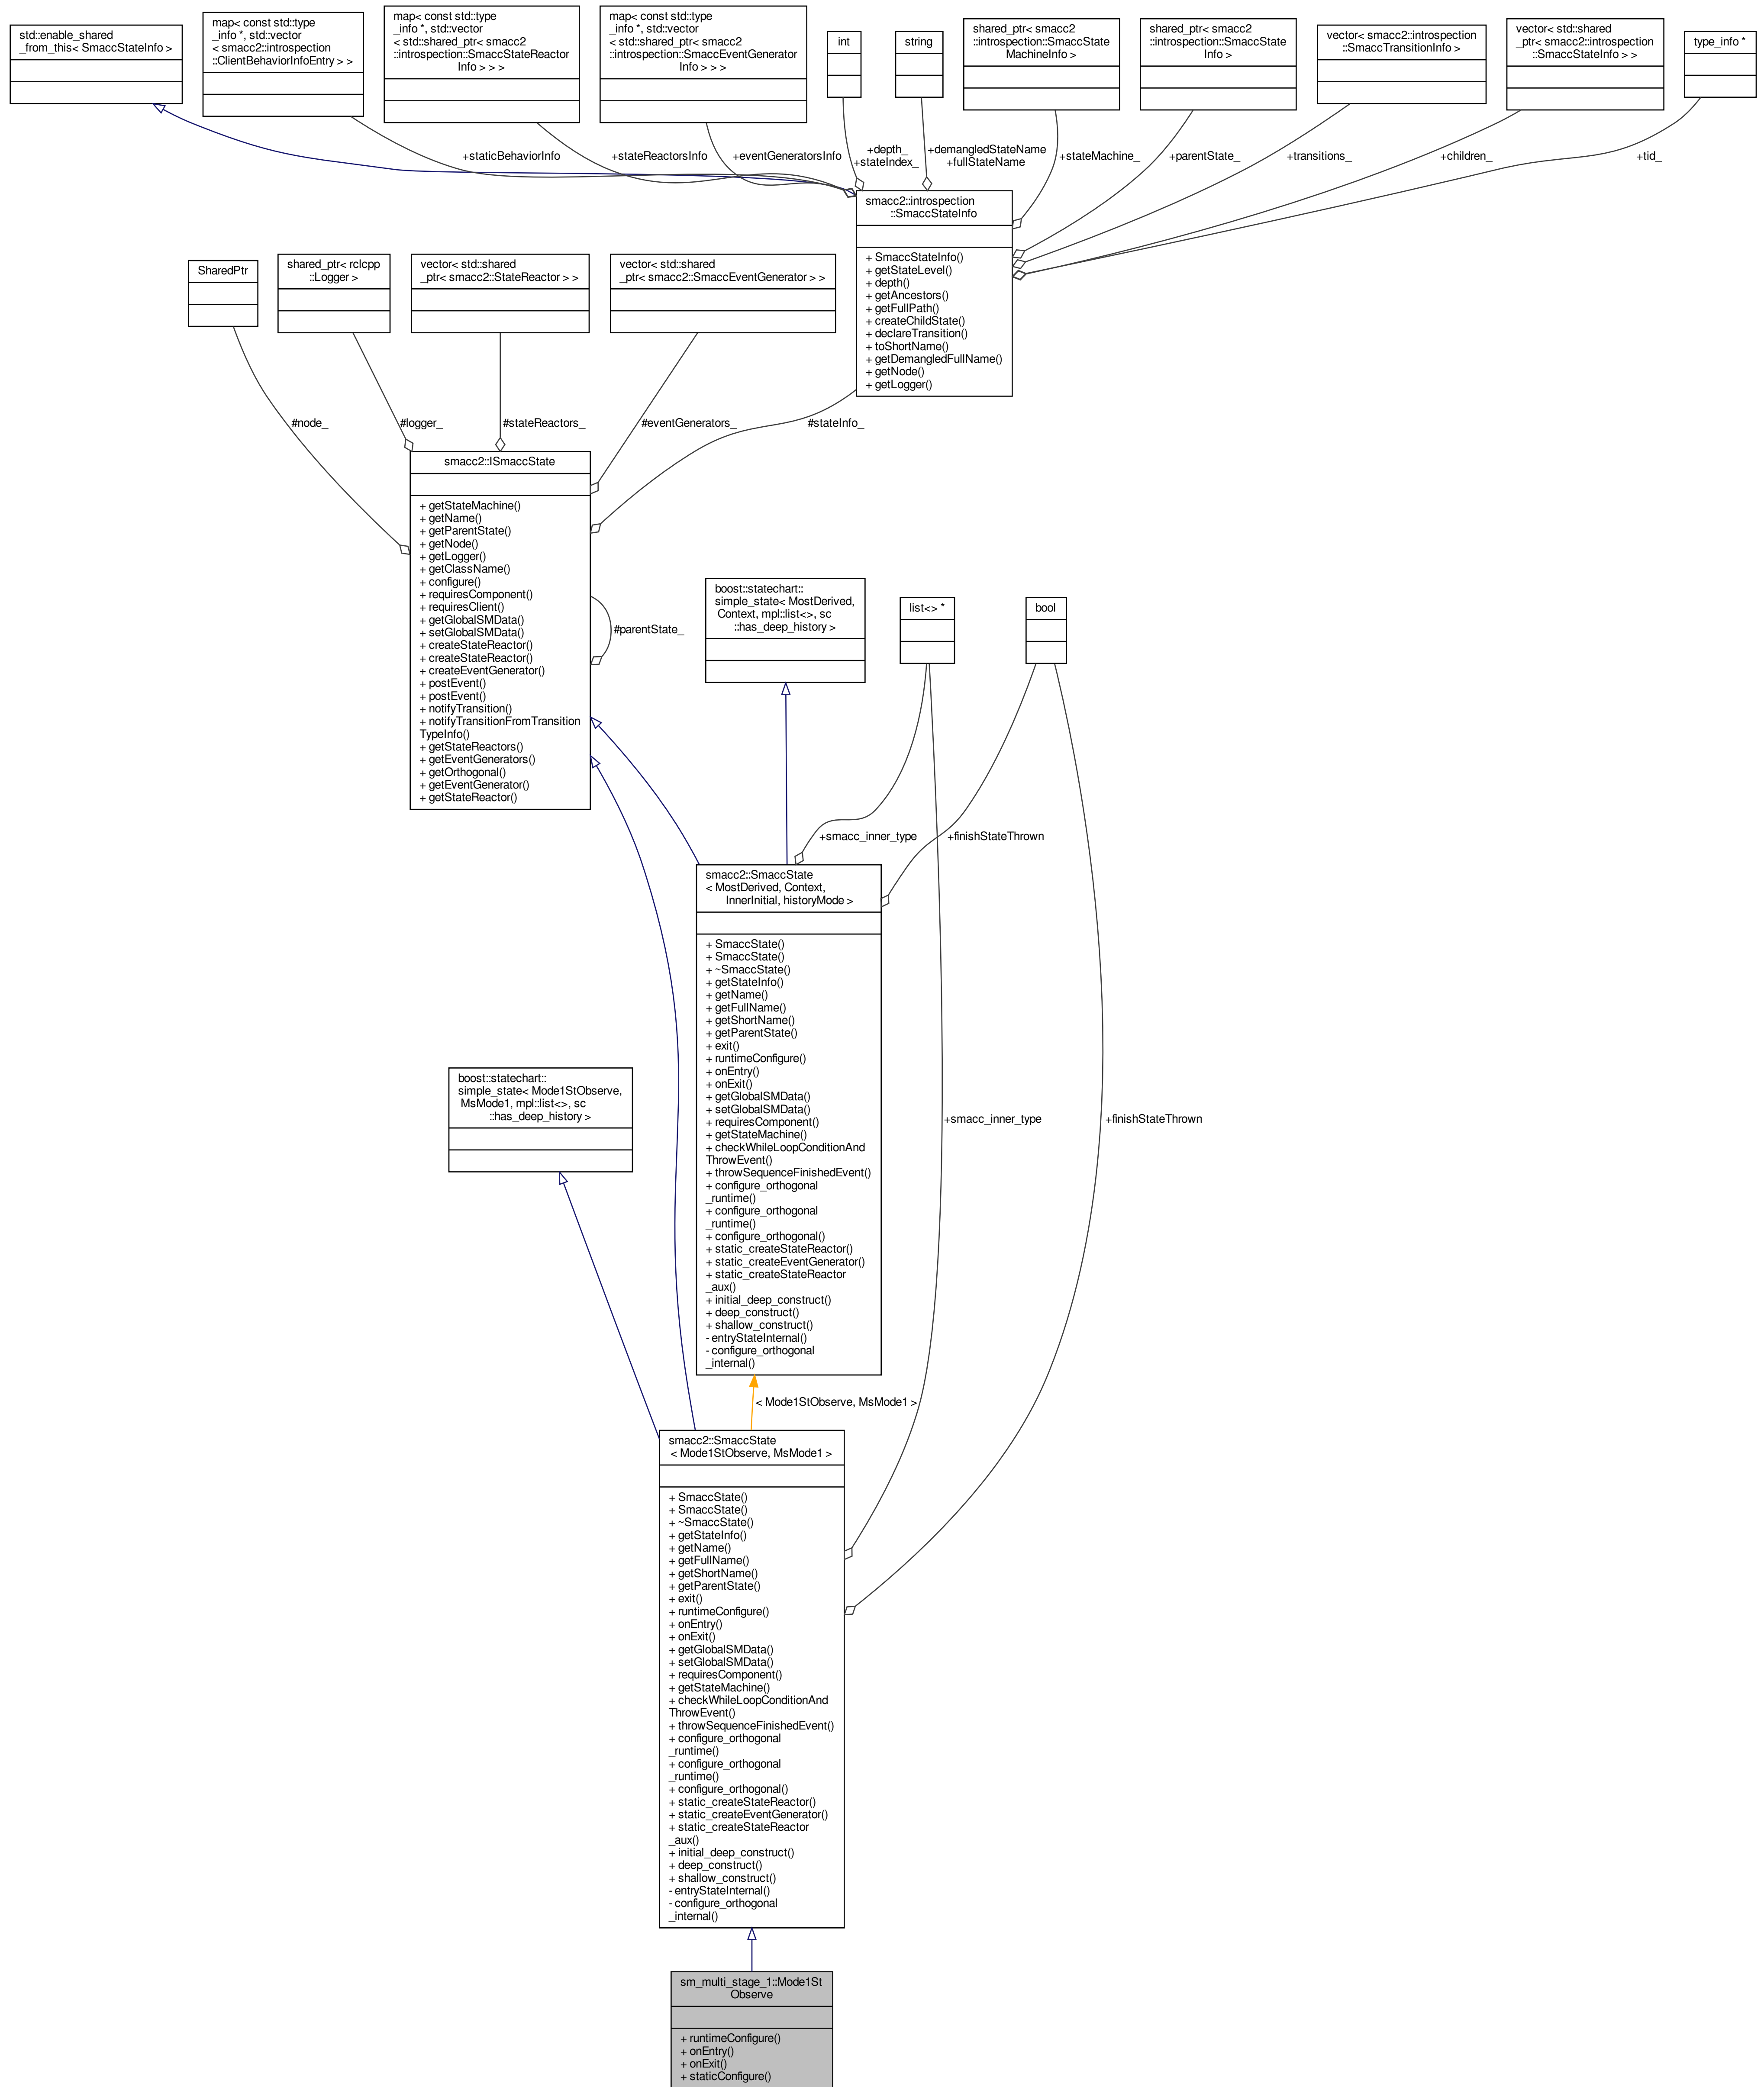 std::enable_shared
_from_this< SmaccStateInfo >
map< const std::type
_info *, std::vector
< smacc2::introspection
::ClientBehaviorInfoEntry > >
map< const std::type
_info *, std::vector
< std::shared_ptr< smacc2
::introspection::SmaccStateReactor
Info > > >
map< const std::type
_info *, std::vector
< std::shared_ptr< smacc2
::introspection::SmaccEventGenerator
Info > > >
int
string
shared_ptr< smacc2
::introspection::SmaccState
MachineInfo >
shared_ptr< smacc2
::introspection::SmaccState
Info >
vector< smacc2::introspection
::SmaccTransitionInfo >
vector< std::shared
_ptr< smacc2::introspection
::SmaccStateInfo > >
type_info *
+staticBehaviorInfo
+stateReactorsInfo
+eventGeneratorsInfo
+depth_
+stateIndex_
+demangledStateName
+fullStateName
+stateMachine_
+parentState_
+transitions_
+children_
+tid_
smacc2::introspection
::SmaccStateInfo
+ SmaccStateInfo()
+ getStateLevel()
+ depth()
+ getAncestors()
+ getFullPath()
+ createChildState()
+ declareTransition()
+ toShortName()
+ getDemangledFullName()
+ getNode()
+ getLogger()
SharedPtr
shared_ptr< rclcpp
::Logger >
vector< std::shared
_ptr< smacc2::StateReactor > >
vector< std::shared
_ptr< smacc2::SmaccEventGenerator > >
#node_
#logger_
#stateReactors_
#eventGenerators_
#stateInfo_
smacc2::ISmaccState
+ getStateMachine()
+ getName()
+ getParentState()
+ getNode()
+ getLogger()
+ getClassName()
+ configure()
+ requiresComponent()
+ requiresClient()
+ getGlobalSMData()
+ setGlobalSMData()
+ createStateReactor()
+ createStateReactor()
+ createEventGenerator()
+ postEvent()
+ postEvent()
+ notifyTransition()
+ notifyTransitionFromTransition
TypeInfo()
+ getStateReactors()
+ getEventGenerators()
+ getOrthogonal()
+ getEventGenerator()
+ getStateReactor()
#parentState_
boost::statechart::
simple_state< MostDerived,
Context, mpl::list<>, sc
::has_deep_history >
list<> *
bool
+smacc_inner_type
+finishStateThrown
smacc2::SmaccState
< MostDerived, Context,
InnerInitial, historyMode >
+ SmaccState()
+ SmaccState()
+ ~SmaccState()
+ getStateInfo()
+ getName()
+ getFullName()
+ getShortName()
+ getParentState()
+ exit()
+ runtimeConfigure()
+ onEntry()
+ onExit()
+ getGlobalSMData()
+ setGlobalSMData()
+ requiresComponent()
+ getStateMachine()
+ checkWhileLoopConditionAnd
ThrowEvent()
+ throwSequenceFinishedEvent()
+ configure_orthogonal
_runtime()
+ configure_orthogonal
_runtime()
+ configure_orthogonal()
+ static_createStateReactor()
+ static_createEventGenerator()
+ static_createStateReactor
_aux()
+ initial_deep_construct()
+ deep_construct()
+ shallow_construct()
- entryStateInternal()
- configure_orthogonal
_internal()
boost::statechart::
simple_state< Mode1StObserve,
MsMode1, mpl::list<>, sc
::has_deep_history >
+smacc_inner_type
+finishStateThrown
< Mode1StObserve, MsMode1 >
smacc2::SmaccState
< Mode1StObserve, MsMode1 >
+ SmaccState()
+ SmaccState()
+ ~SmaccState()
+ getStateInfo()
+ getName()
+ getFullName()
+ getShortName()
+ getParentState()
+ exit()
+ runtimeConfigure()
+ onEntry()
+ onExit()
+ getGlobalSMData()
+ setGlobalSMData()
+ requiresComponent()
+ getStateMachine()
+ checkWhileLoopConditionAnd
ThrowEvent()
+ throwSequenceFinishedEvent()
+ configure_orthogonal
_runtime()
+ configure_orthogonal
_runtime()
+ configure_orthogonal()
+ static_createStateReactor()
+ static_createEventGenerator()
+ static_createStateReactor
_aux()
+ initial_deep_construct()
+ deep_construct()
+ shallow_construct()
- entryStateInternal()
- configure_orthogonal
_internal()
sm_multi_stage_1::Mode1St
Observe
+ runtimeConfigure()
+ onEntry()
+ onExit()
+ staticConfigure()